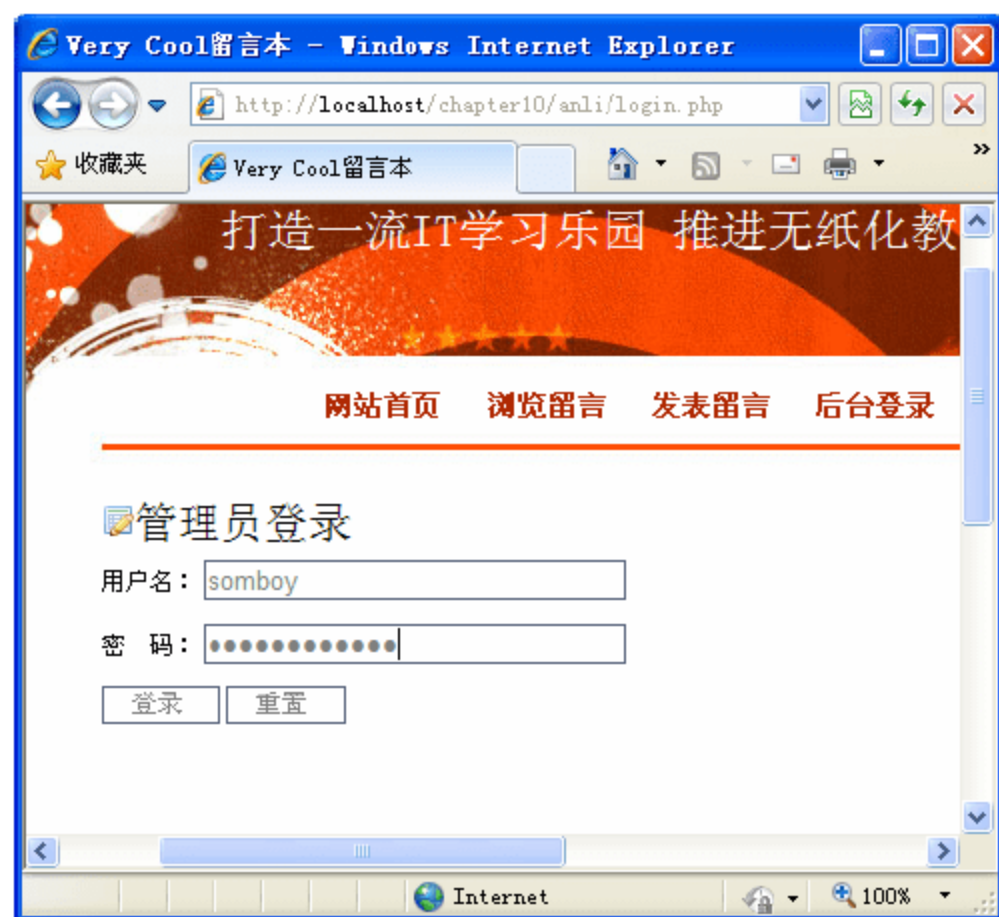 Very Cool留言本 - Windows Internet Explorer
http://localhost/chapter10/anli/login.php
收藏夹 Very Cool留言本 »
打造一流IT学习乐园 推进无纸化教
网站首页 浏览留言 发表留言 后台登录
管理员登录
用户名： somboy
密 码： ••••••••••••
登录 重置
Internet 100%